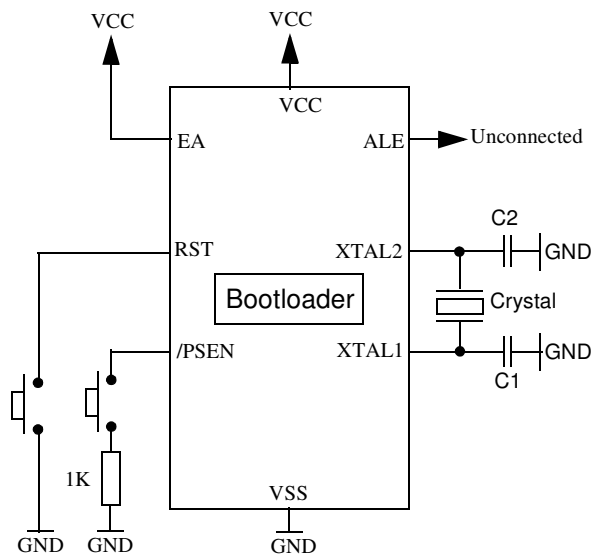 VCC
VCC
VCC
EA
ALE
Unconnected
C2
RST
XTAL2
GND
Bootloader
Crystal
/PSEN
XTAL1
GND
C1
1K
VSS
GND
GND
GND